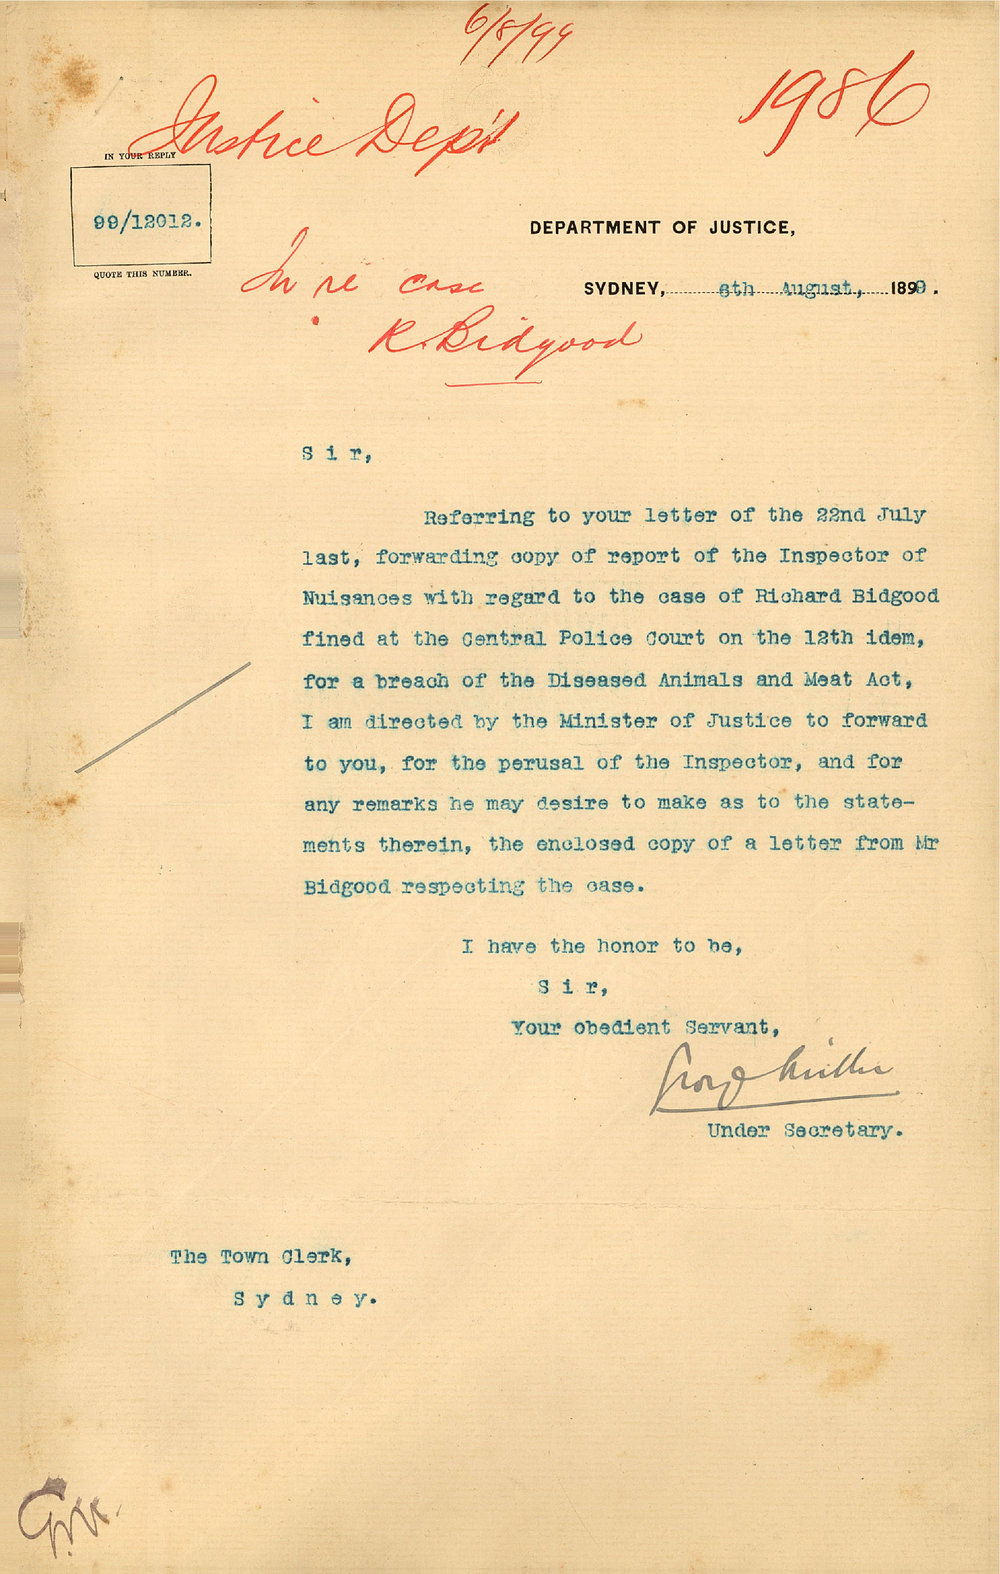 6/8/99
Justice Dep't
1986
IN YOUR REPLY
99/12012.
QUOTE THIS NUMBER.
DEPARTMENT OF JUSTICE,
SYDNEY, 6th August, 1899.
In re case
R. Bidgood
Sir,
Referring to your letter of the 22nd July
last, forwarding copy of report of the Inspector of
Nuisances with regard to the case of Richard Bidgood
fined at the Central Police Court on the 12th idem,
for a breach of the Diseased Animals and Meat Act,
I am directed by the Minister of Justice to forward
to you, for the perusal of the Inspector, and for
any remarks he may desire to make as to the state-
ments therein, the enclosed copy of a letter from Mr
Bidgood respecting the case.
I have the honor to be,
Sir,
Your obedient Servant,
George Miller
Under Secretary.
The Town Clerk,
Sydney.